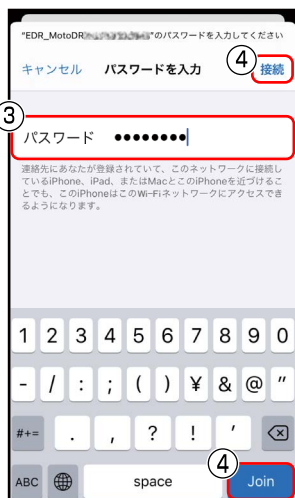 "EDR_MotoDR "のパスワードを入力してください
キャンセル パスワードを入力 ④ 接続
③
パスワード ●●●●●●●●
連絡先にあなたが登録されていて、このネットワークに接続し
ているiPhone、iPad、またはMacとこのiPhoneを近づけるこ
とでも、このiPhoneはこのWi-Fiネットワークにアクセスでき
るようになります。
1 2 3 4 5 6 7 8 9 0
- / : ; ( ) ¥ & @ "
#+= . , ? ! '
④
ABC space Join